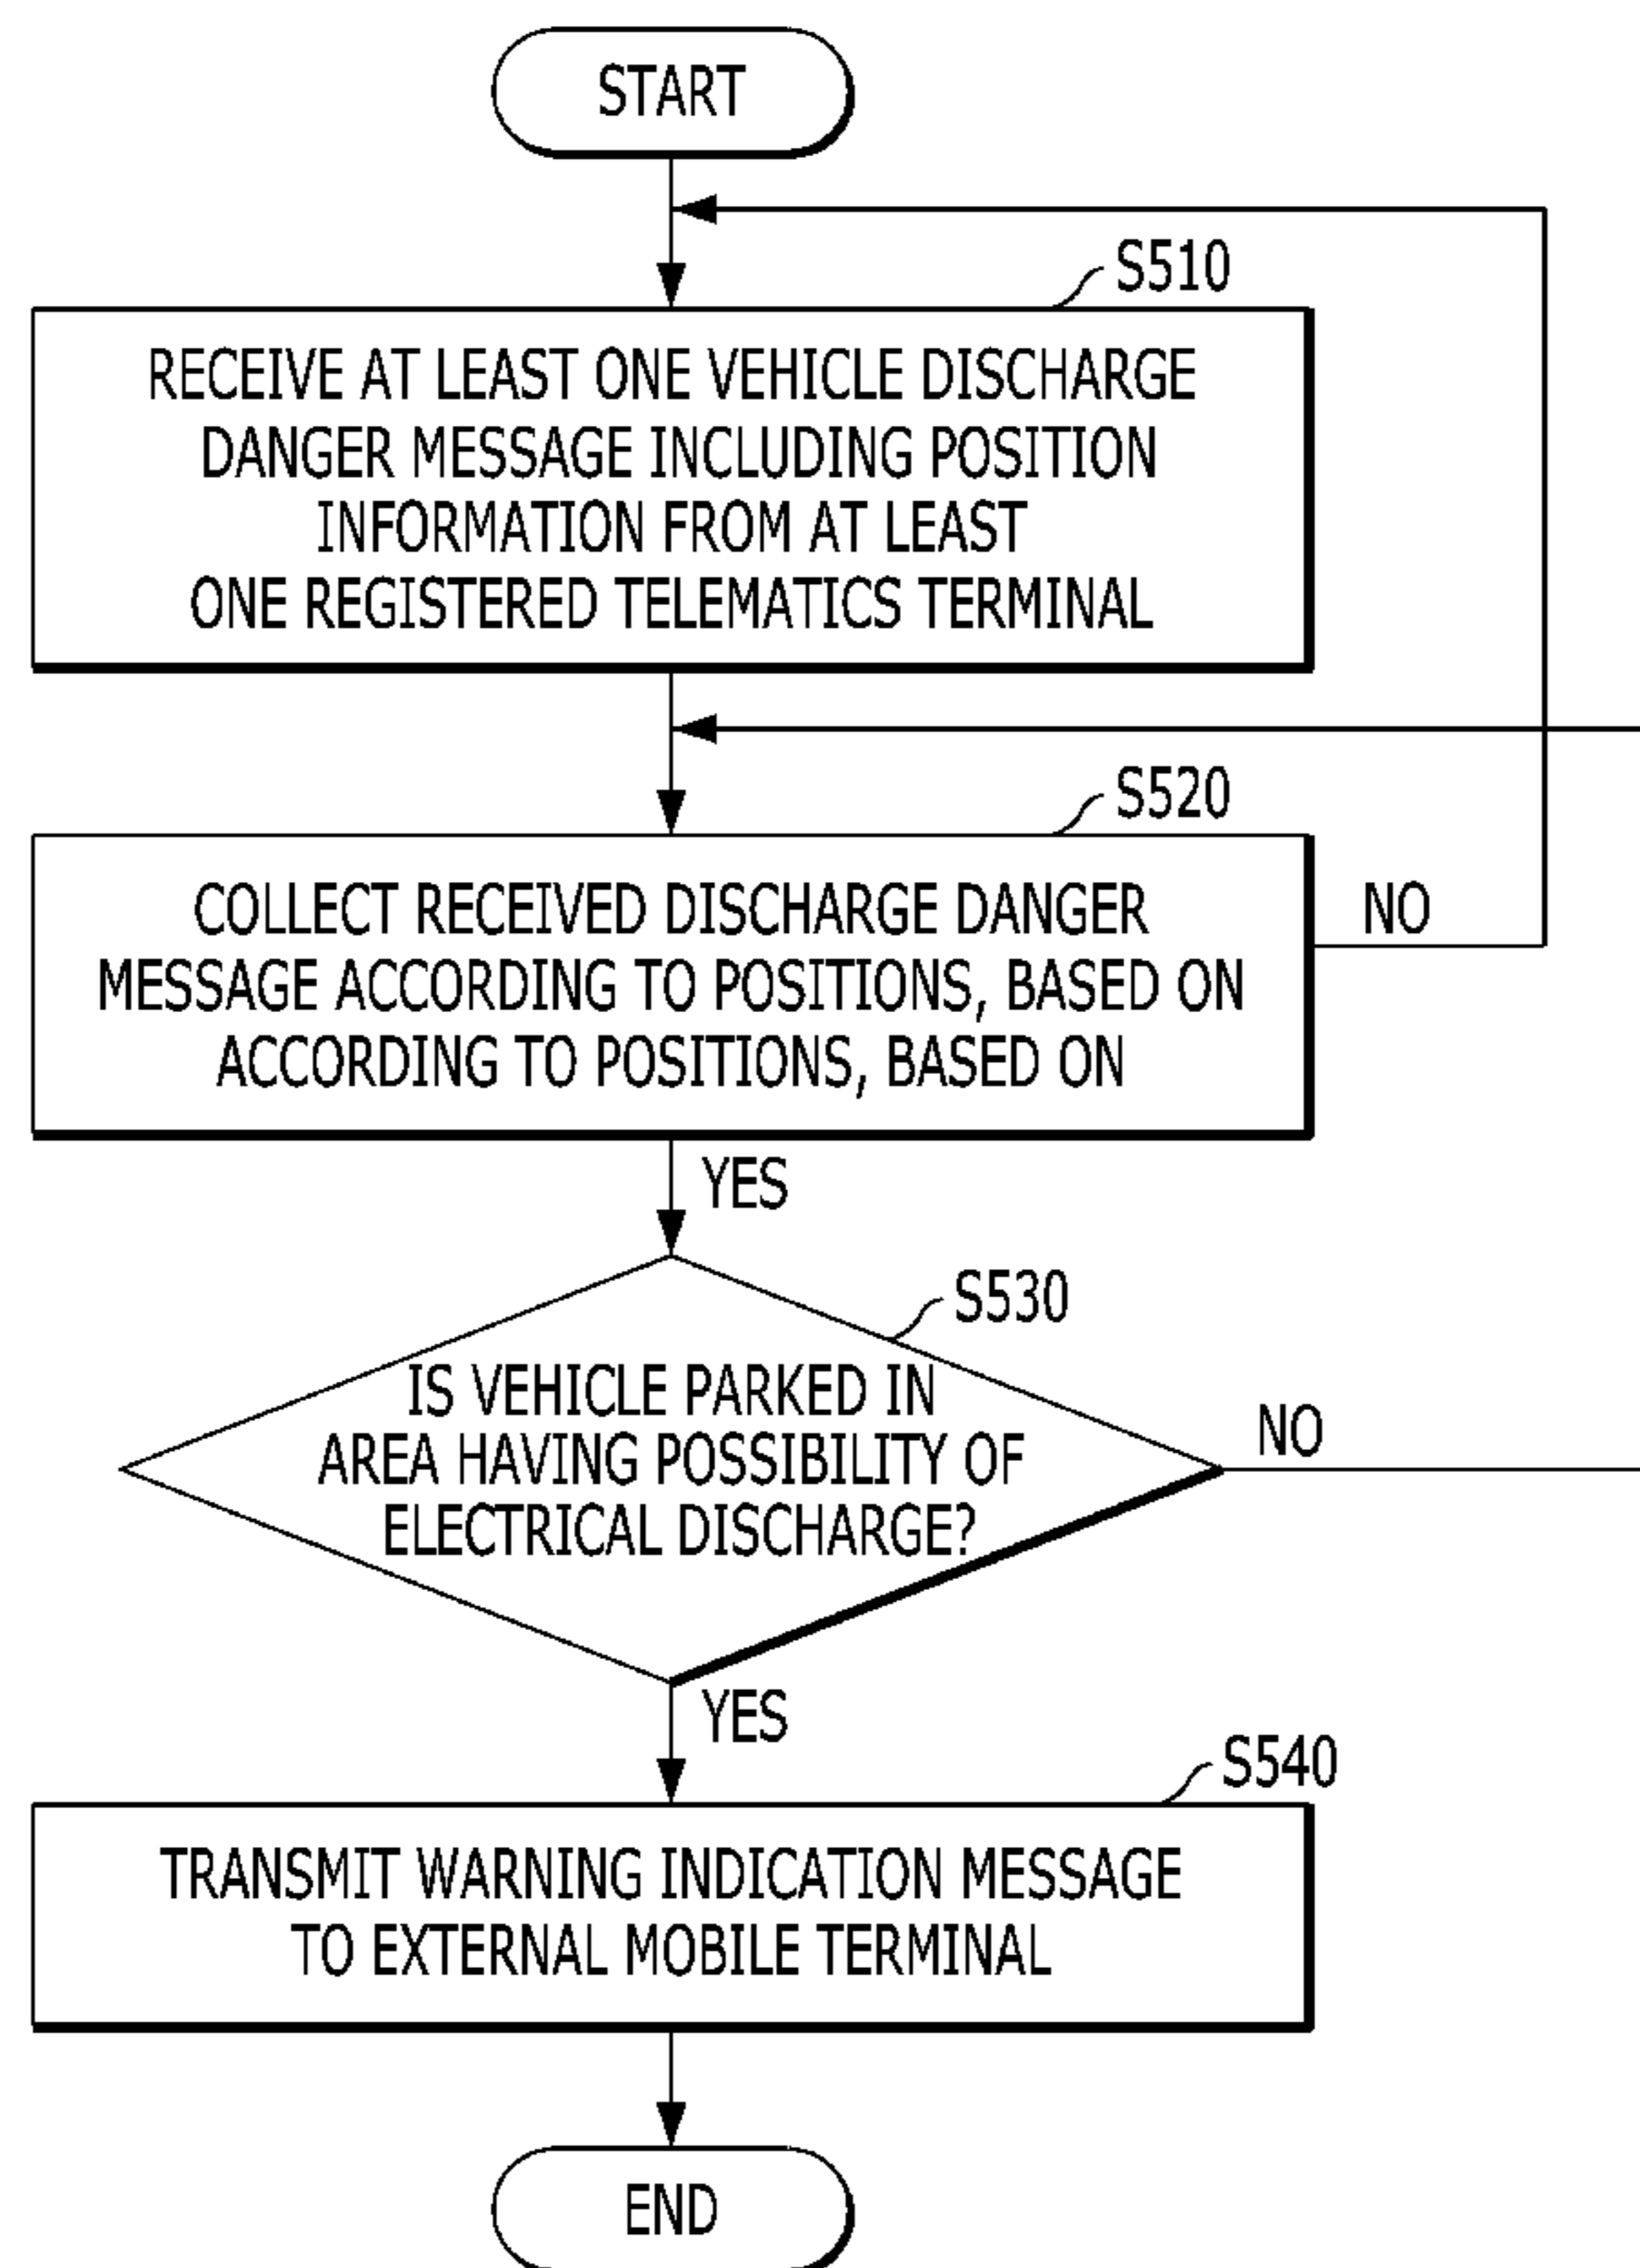 START
S510
RECEIVE AT LEAST ONE VEHICLE DISCHARGE
DANGER MESSAGE INCLUDING POSITION
INFORMATION FROM AT LEAST
ONE REGISTERED TELEMATICS TERMINAL
S520
COLLECT RECEIVED DISCHARGE DANGER
MESSAGE ACCORDING TO POSITIONS, BASED ON
ACCORDING TO POSITIONS, BASED ON
NO
YES
S530
IS VEHICLE PARKED IN
AREA HAVING POSSIBILITY OF
ELECTRICAL DISCHARGE?
NO
YES
S540
TRANSMIT WARNING INDICATION MESSAGE
TO EXTERNAL MOBILE TERMINAL
END